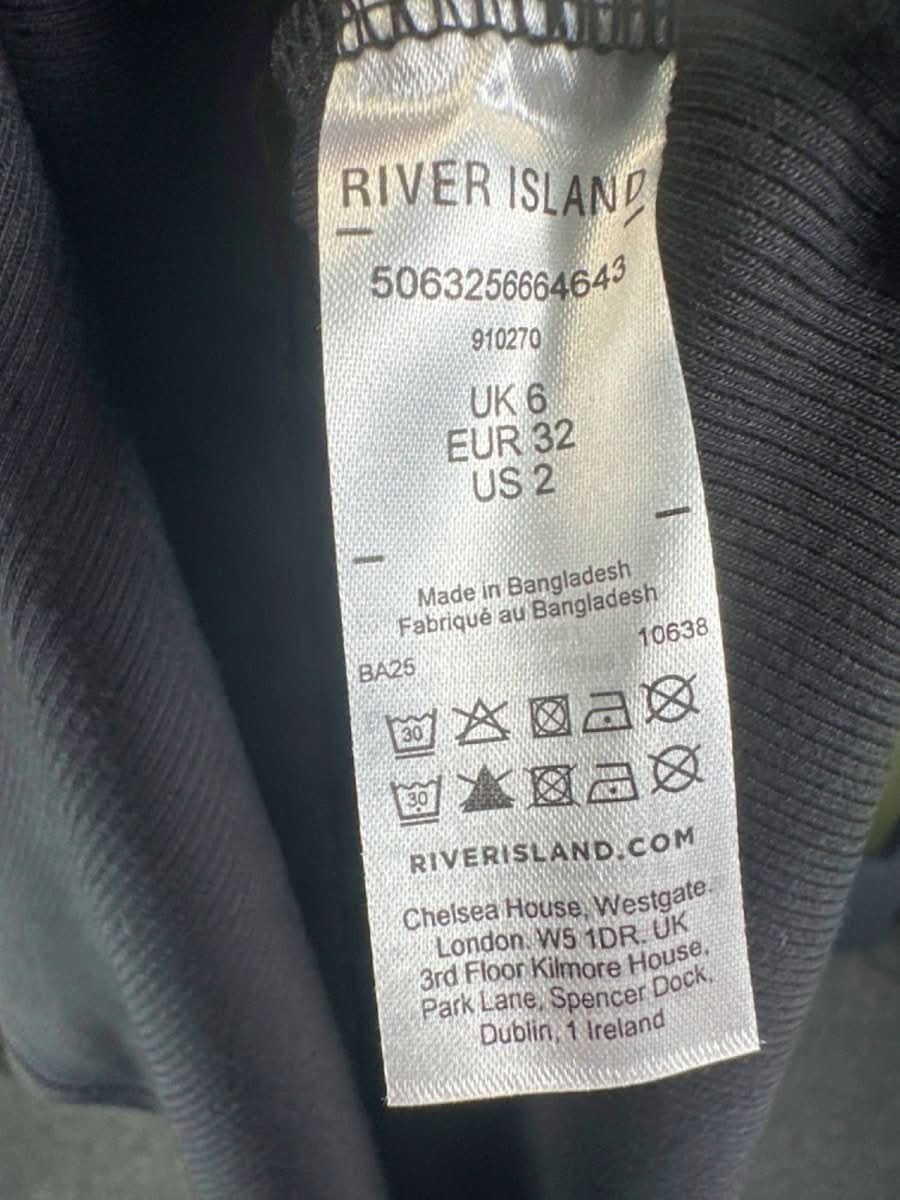 RIVER ISLAND
5063256664643
910270
UK 6
EUR 32
US 2
Made in Bangladesh
Fabriqué au Bangladesh
10638
BA25
30
30
RIVERISLAND.COM
Chelsea House, Westgate.
London. W5 1DR. UK
3rd Floor Kilmore House,
Park Lane, Spencer Dock,
Dublin, 1 Ireland